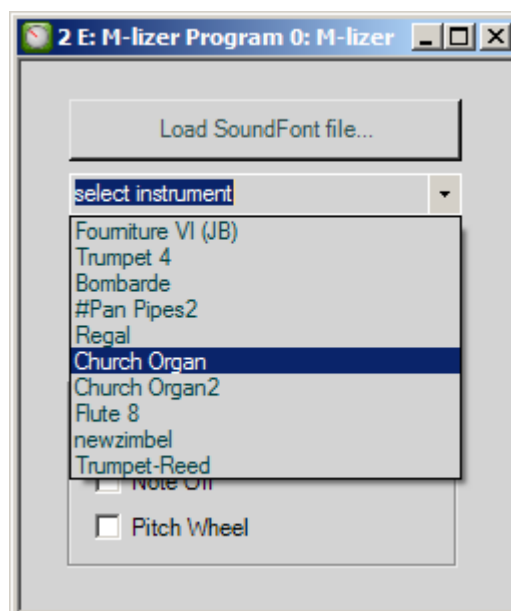 2 E: M-lizer Program 0: M-lizer
Load SoundFont file...
select instrument
Fourniture VI (JB)
Trumpet 4
Bombarde
#Pan Pipes2
Regal
Church Organ
Church Organ2
Flute 8
newzimbel
Trumpet-Reed
Note Off
Pitch Wheel